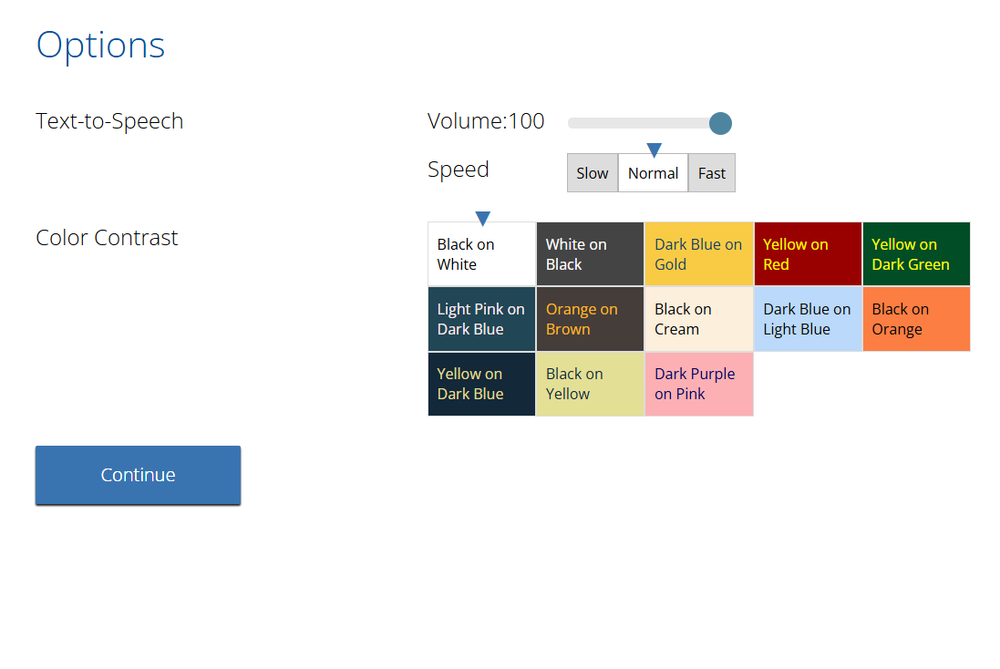 Options
Text-to-Speech
Volume:100
Speed
Slow Normal Fast
Color Contrast
Black on White
White on Black
Dark Blue on Gold
Yellow on Red
Yellow on Dark Green
Light Pink on Dark Blue
Orange on Brown
Black on Cream
Dark Blue on Light Blue
Black on Orange
Yellow on Dark Blue
Black on Yellow
Dark Purple on Pink
Continue